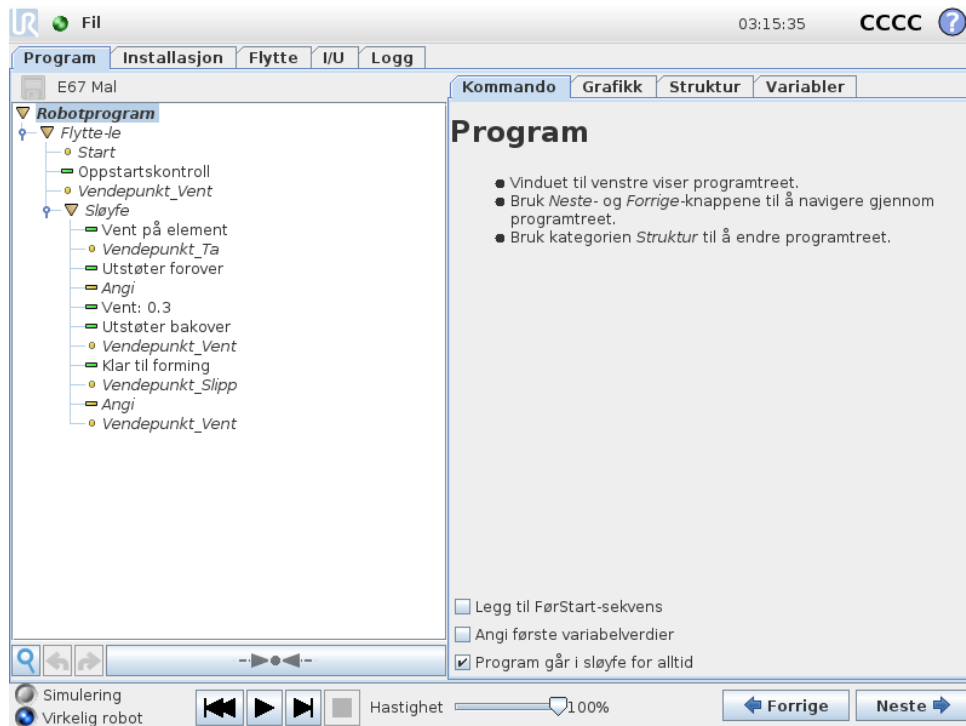 UR Fil 03:15:35 CCCC ?
Program Installasjon Flytte I/U Logg
E67 Mal
Robotprogram
Flytte-le
Start
Oppstartskontroll
Vendepunkt_Vent
Sløyfe
Vent på element
Vendepunkt_Ta
Utstøter forover
Angi
Vent: 0.3
Utstøter bakover
Vendepunkt_Vent
Klar til forming
Vendepunkt_Slipp
Angi
Vendepunkt_Vent
Kommando Grafikk Struktur Variabler
Program
Vinduet til venstre viser programtreet.
Bruk Neste- og Forrige-knappene til å navigere gjennom
programtreet.
Bruk kategorien Struktur til å endre programtreet.
Legg til FørStart-sekvens
Angi første variabelverdier
Program går i sløyfe for alltid
Simulering
Virkelig robot
Hastighet 100%
Forrige Neste